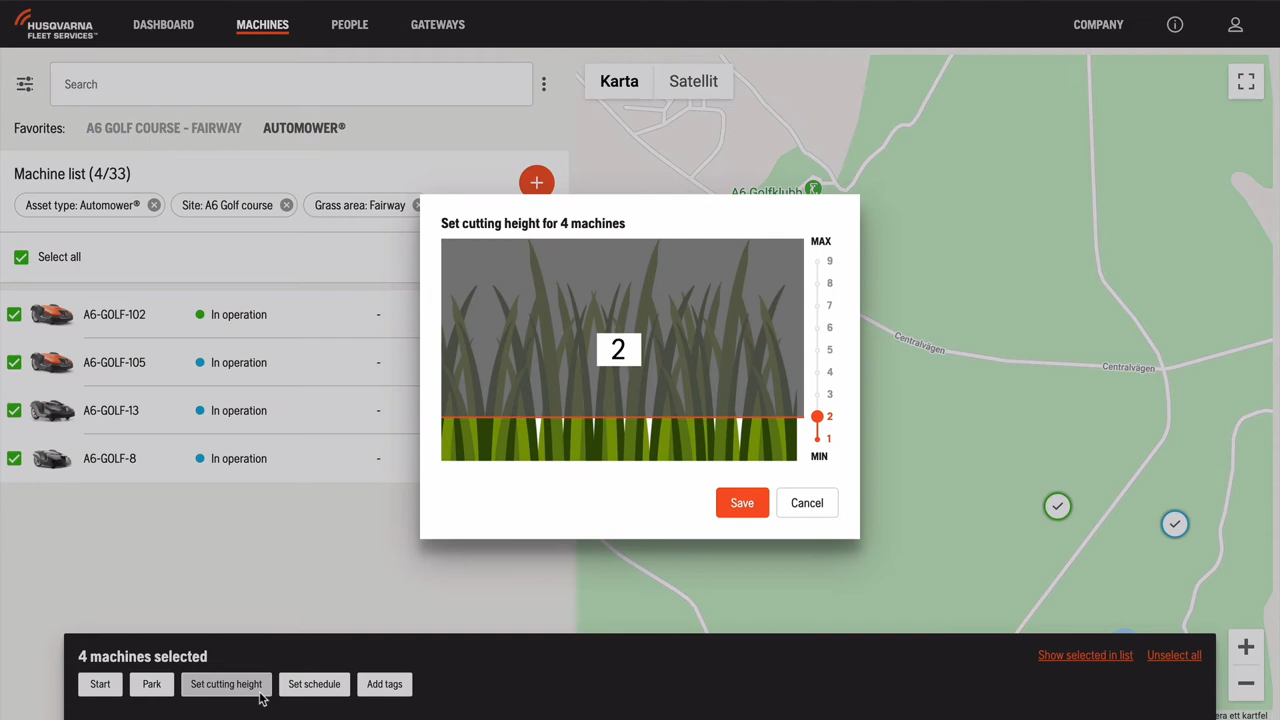 HUSQVARNA
FLEET SERVICES™
DASHBOARD
MACHINES
PEOPLE
GATEWAYS
COMPANY
Search
Karta
Satellit
Favorites:
A6 GOLF COURSE - FAIRWAY
AUTOMOWER®
Machine list (4/33)
Asset type: Automower®
Site: A6 Golf course
Grass area: Fairway
Select all
A6-GOLF-102
In operation
-
A6-GOLF-105
In operation
-
A6-GOLF-13
In operation
-
A6-GOLF-8
In operation
-
A6 Golfklubb
Centralvägen
Centralvägen
Set cutting height for 4 machines
MAX
9
8
7
6
5
4
3
2
1
MIN
2
Save
Cancel
4 machines selected
Show selected in list
Unselect all
Start
Park
Set cutting height
Set schedule
Add tags
era ett kartfel